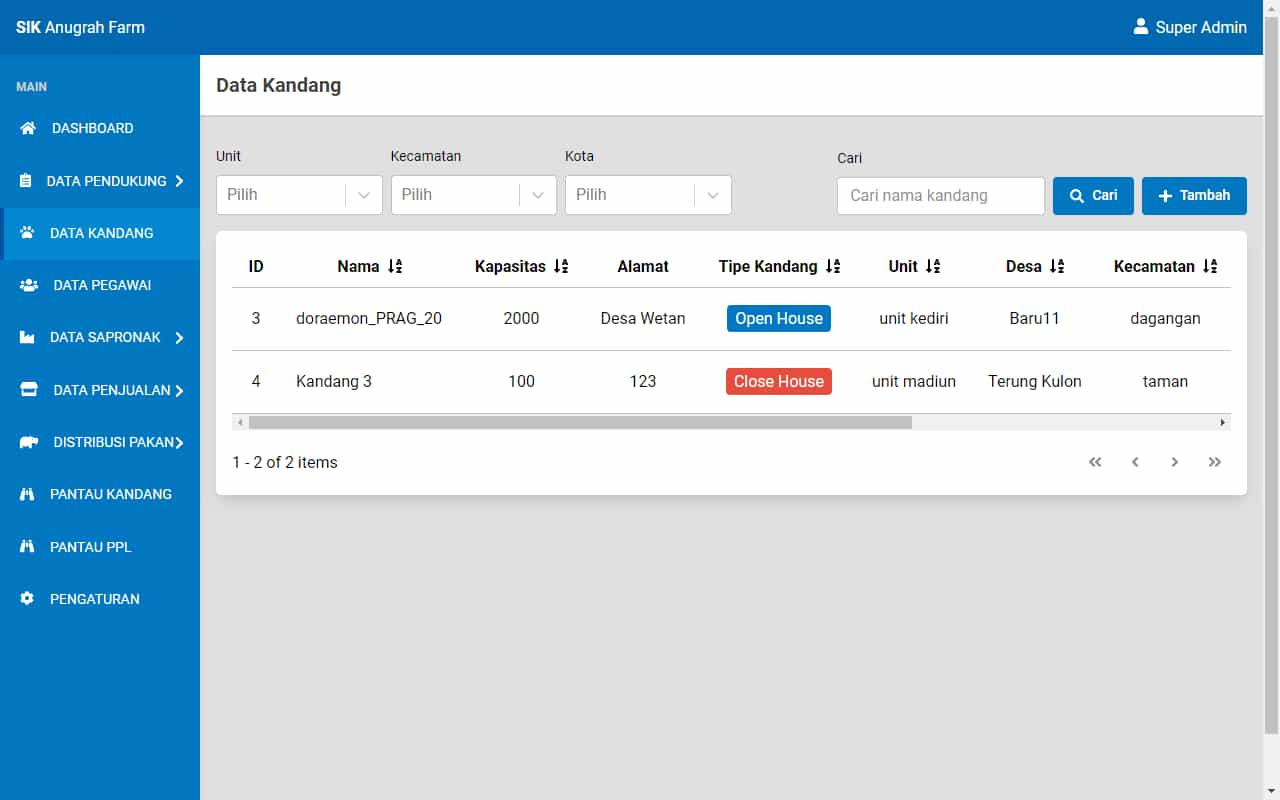 SIK Anugrah Farm
Super Admin
MAIN
DASHBOARD
DATA PENDUKUNG
DATA KANDANG
DATA PEGAWAI
DATA SAPRONAK
DATA PENJUALAN
DISTRIBUSI PAKAN
PANTAU KANDANG
PANTAU PPL
PENGATURAN
Data Kandang
Unit Kecamatan Kota Cari
Pilih Pilih Pilih Cari nama kandang Cari Tambah
ID Nama Kapasitas Alamat Tipe Kandang Unit Desa Kecamatan
3 doraemon_PRAG_20 2000 Desa Wetan Open House unit kediri Baru11 dagangan
4 Kandang 3 100 123 Close House unit madiun Terung Kulon taman
1 - 2 of 2 items